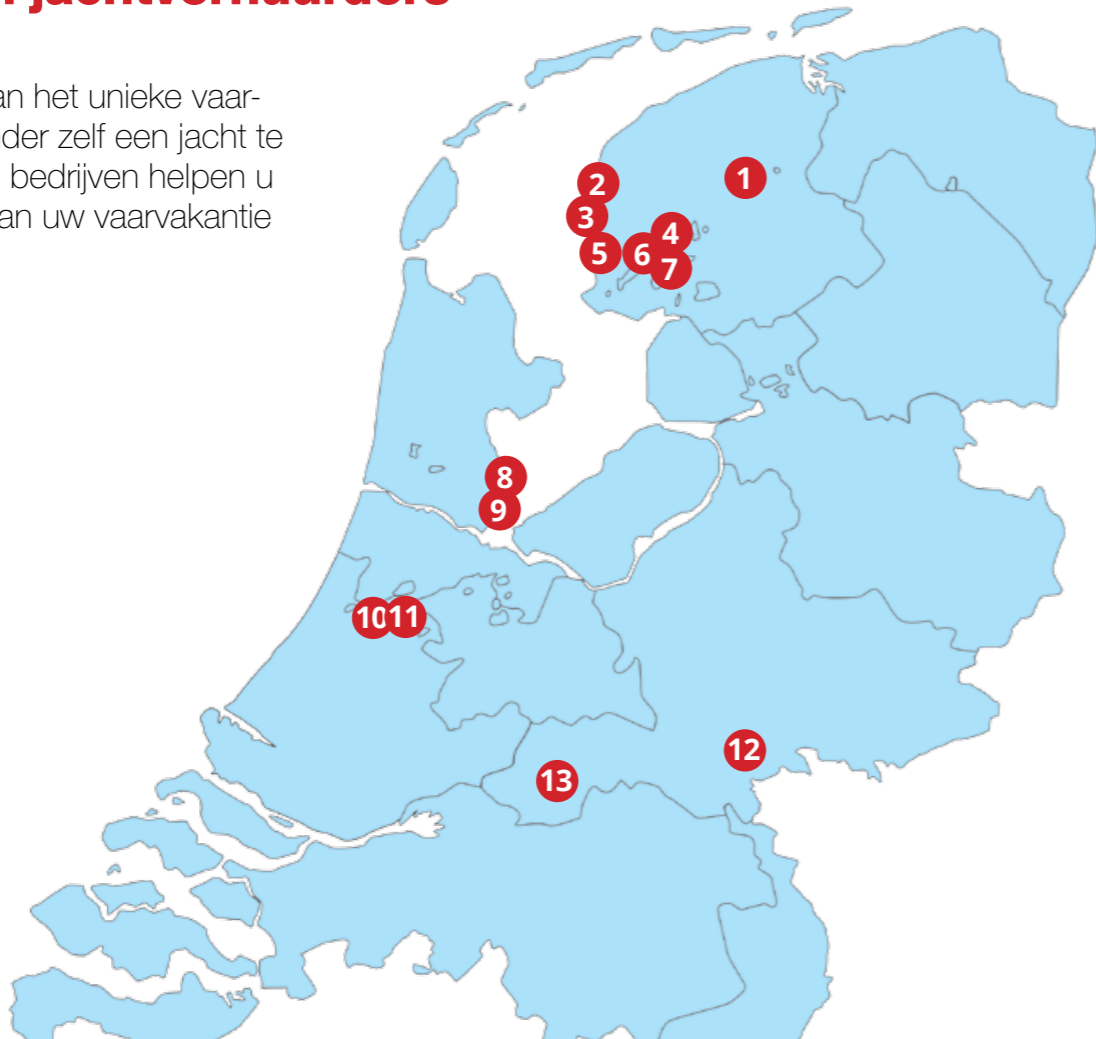 jachtverhuurders
an het unieke vaar-
der zelf een jacht te
bedrijven helpen u
an uw vaarvakantie
1
2
3
4
5
6
7
8
9
10
11
12
13